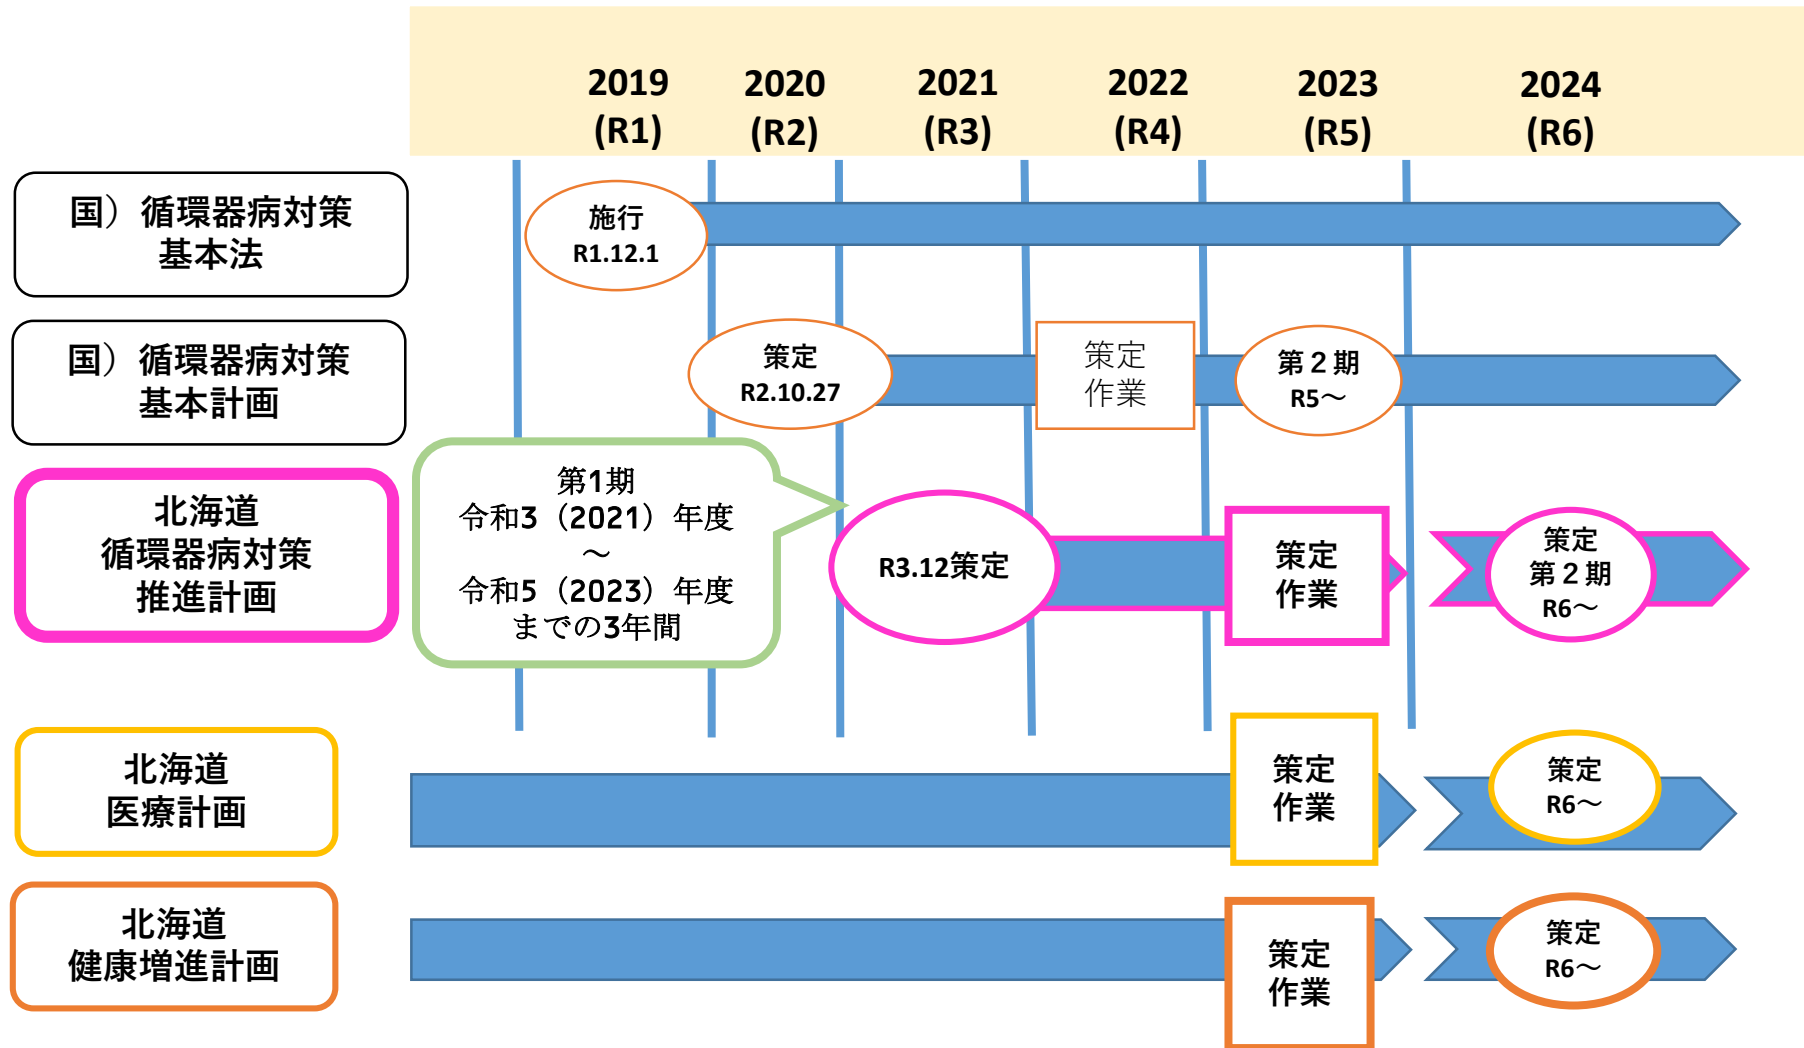 2019
(R1)
2020
(R2)
2021
(R3)
2022
(R4)
2023
(R5)
2024
(R6)
国）循環器病対策
基本法
施行
R1.12.1
国）循環器病対策
基本計画
策定
R2.10.27
策定
作業
第２期
R5～
北海道
循環器病対策
推進計画
第1期
令和3（2021）年度
～
令和5（2023）年度
までの3年間
R3.12策定
策定
作業
策定
第２期
R6～
北海道
医療計画
策定
作業
策定
R6～
北海道
健康増進計画
策定
作業
策定
R6～